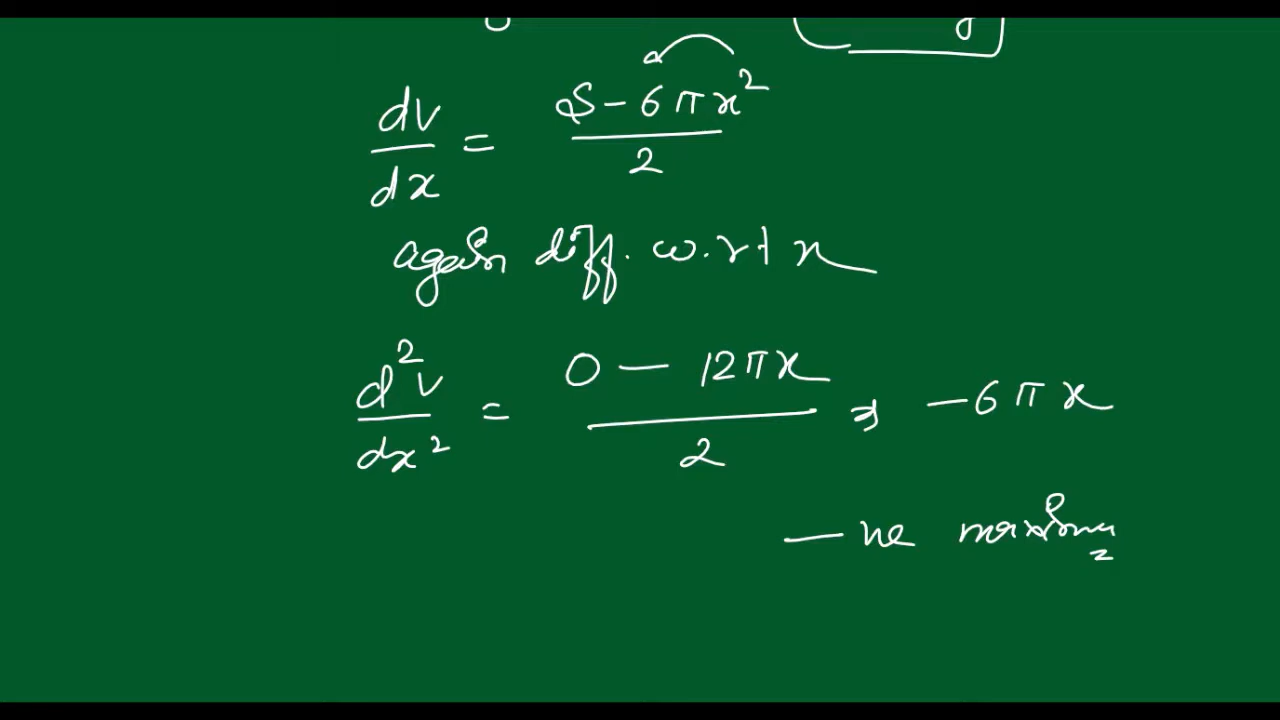 dv/dx = (S - 6πx²)/2
again diff. w.r.t x
d²v/dx² = (0 - 12πx)/2 ⇒ -6πx
-ve maxima